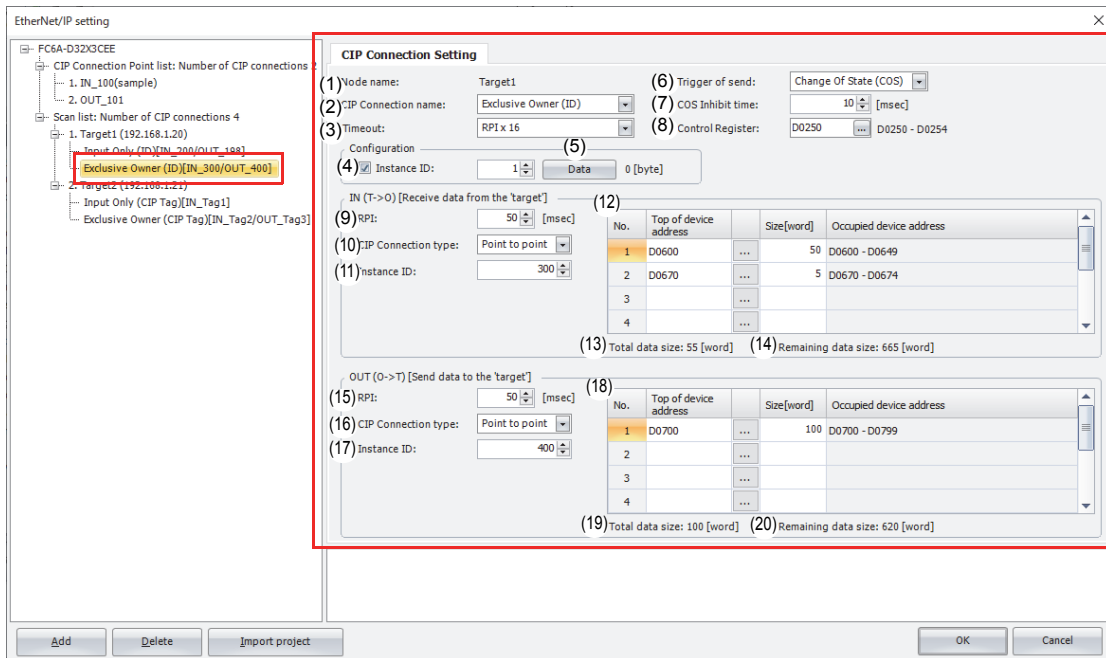 EtherNet/IP setting
FC6A-D32X3CEE
CIP Connection Point list: Number of CIP connections 2
1. IN_100(sample)
2. OUT_101
Scan list: Number of CIP connections 4
1. Target1 (192.168.1.20)
Input Only (ID)[IN_200/OUT_198]
Exclusive Owner (ID)[IN_300/OUT_400]
2. Target2 (192.168.1.21)
Input Only (CIP Tag)[IN_Tag1]
Exclusive Owner (CIP Tag)[IN_Tag2/OUT_Tag3]
CIP Connection Setting
(1) Node name: Target1
(6) Trigger of send: Change Of State (COS)
(2) CIP Connection name: Exclusive Owner (ID)
(7) COS Inhibit time: 10 [msec]
(3) Timeout: RPI x 16
(8) Control Register: D0250 ... D0250 - D0254
Configuration
(5)
(4) Instance ID: 1 Data 0 [byte]
IN (T->O) [Receive data from the 'target']
(12)
(9) RPI: 50 [msec]
(10) CIP Connection type: Point to point
(11) Instance ID: 300
No. Top of device address Size[word] Occupied device address
1 D0600 ... 50 D0600 - D0649
2 D0670 ... 5 D0670 - D0674
3 ...
4 ...
(13) Total data size: 55 [word] (14) Remaining data size: 665 [word]
OUT (O->T) [Send data to the 'target']
(18)
(15) RPI: 50 [msec]
(16) CIP Connection type: Point to point
(17) Instance ID: 400
No. Top of device address Size[word] Occupied device address
1 D0700 ... 100 D0700 - D0799
2 ...
3 ...
4 ...
(19) Total data size: 100 [word] (20) Remaining data size: 620 [word]
Add Delete Import project OK Cancel